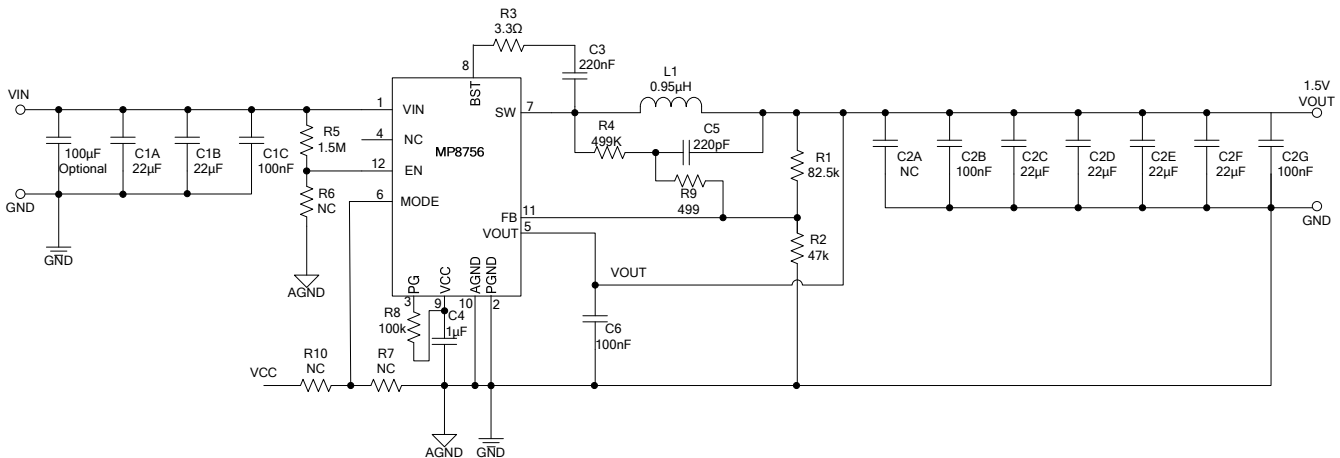 R3
3.3Ω
C3
220nF
8
BST
L1
0.95µH
VIN
1
VIN
SW
7
1.5V
VOUT
100µF
Optional
C1A
22µF
C1B
22µF
C1C
100nF
R5
1.5M
4
NC
MP8756
12
EN
R4
499K
C5
220pF
R9
499
R1
82.5k
C2A
NC
C2B
100nF
C2C
22µF
C2D
22µF
C2E
22µF
C2F
22µF
C2G
100nF
GND
GND
R6
NC
6
MODE
FB
11
VOUT
5
R2
47k
GND
AGND
PG
VCC
AGND
PGND
3
9
10
2
VOUT
R8
100k
C4
1µF
C6
100nF
VCC
R10
NC
R7
NC
AGND
GND